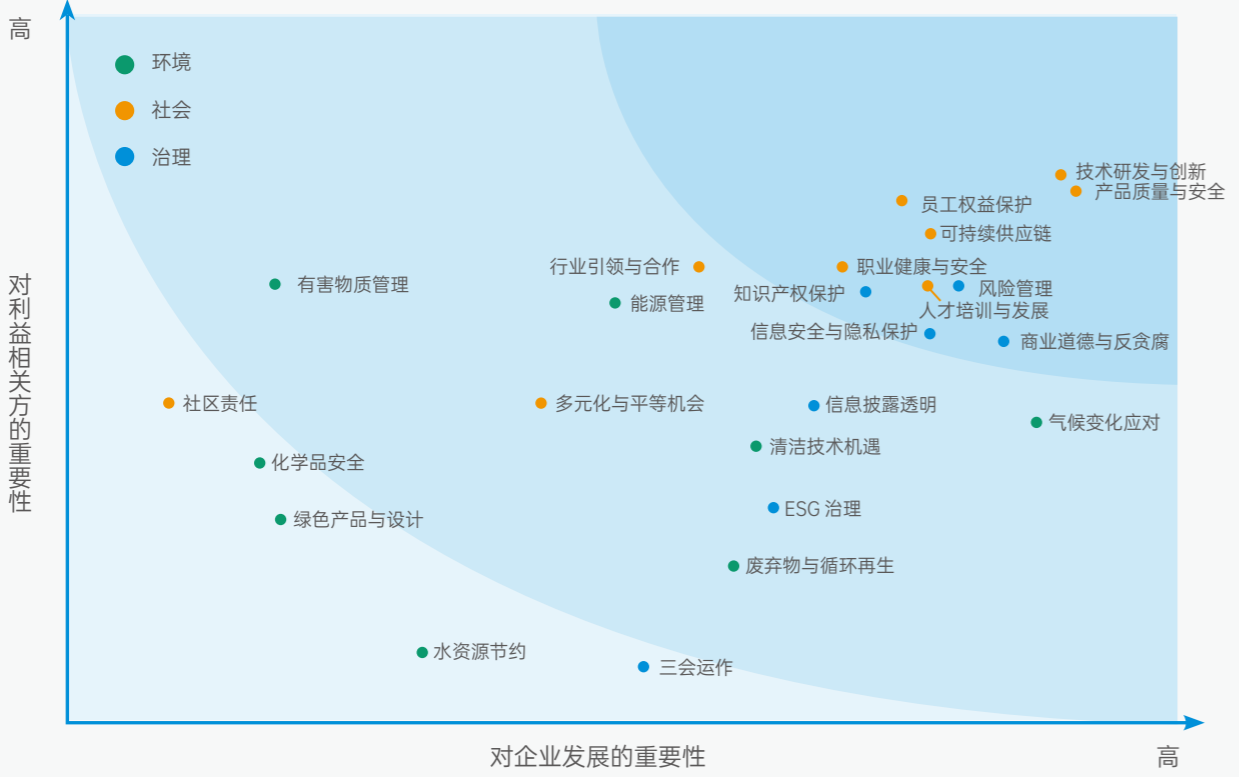 高
环境
社会
治理
技术研发与创新
产品质量与安全
员工权益保护
可持续供应链
行业引领与合作
职业健康与安全
有害物质管理
知识产权保护
风险管理
能源管理
人才培训与发展
信息安全与隐私保护
商业道德与反贪腐
社区责任
多元化与平等机会
信息披露透明
气候变化应对
清洁技术机遇
化学品安全
ESG 治理
绿色产品与设计
废弃物与循环再生
水资源节约
三会运作
对利益相关方的重要性
对企业发展的重要性
高